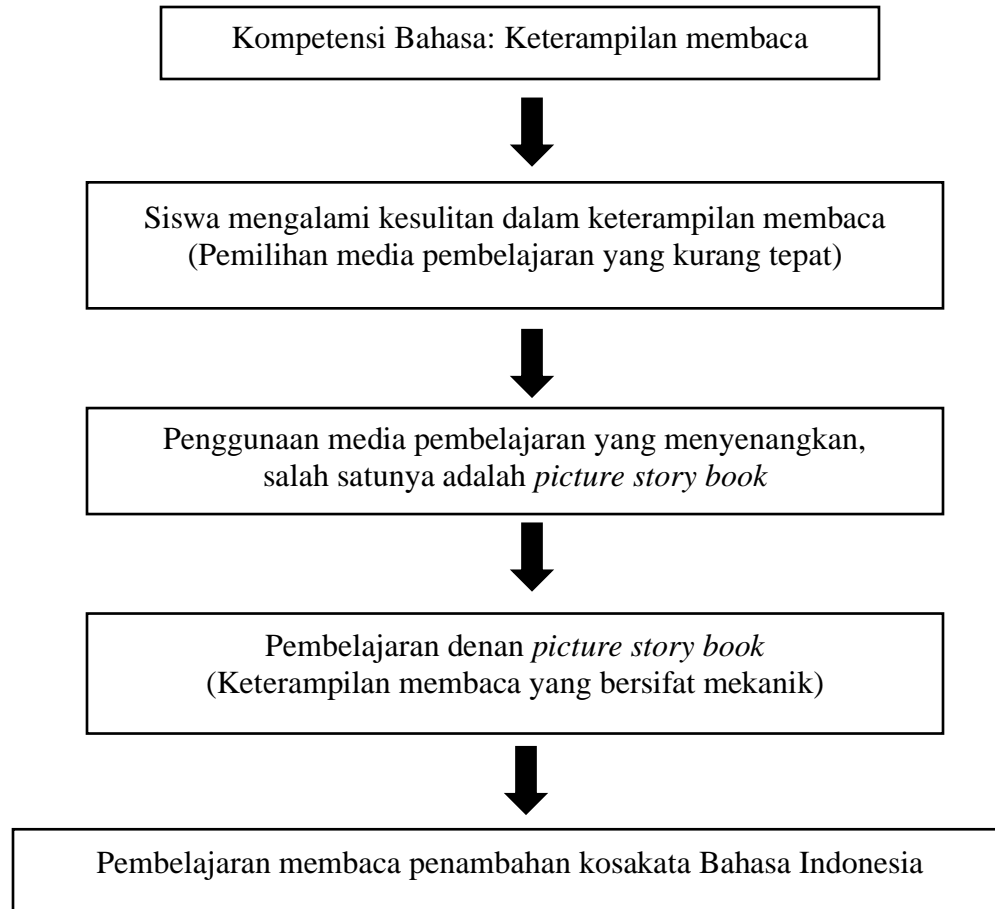 Kompetensi Bahasa: Keterampilan membaca
Siswa mengalami kesulitan dalam keterampilan membaca
(Pemilihan media pembelajaran yang kurang tepat)
Penggunaan media pembelajaran yang menyenangkan,
salah satunya adalah picture story book
Pembelajaran denan picture story book
(Keterampilan membaca yang bersifat mekanik)
Pembelajaran membaca penambahan kosakata Bahasa Indonesia